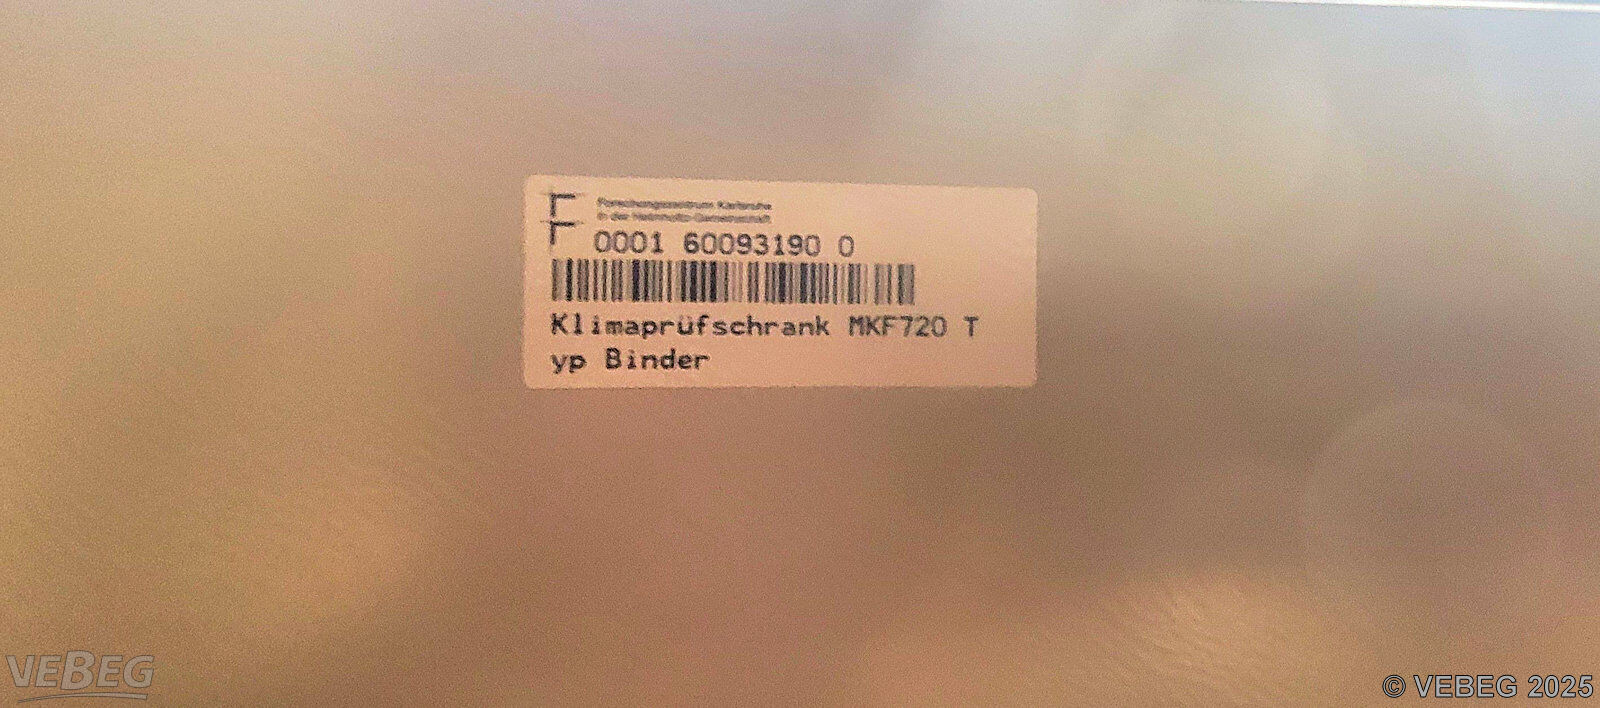 Forschungszentrum Karlsruhe
in der Helmholtz-Gemeinschaft
0001 60093190 0
Klimaprüfschrank MKF720 T
yp Binder
VEBEG
© VEBEG 2025